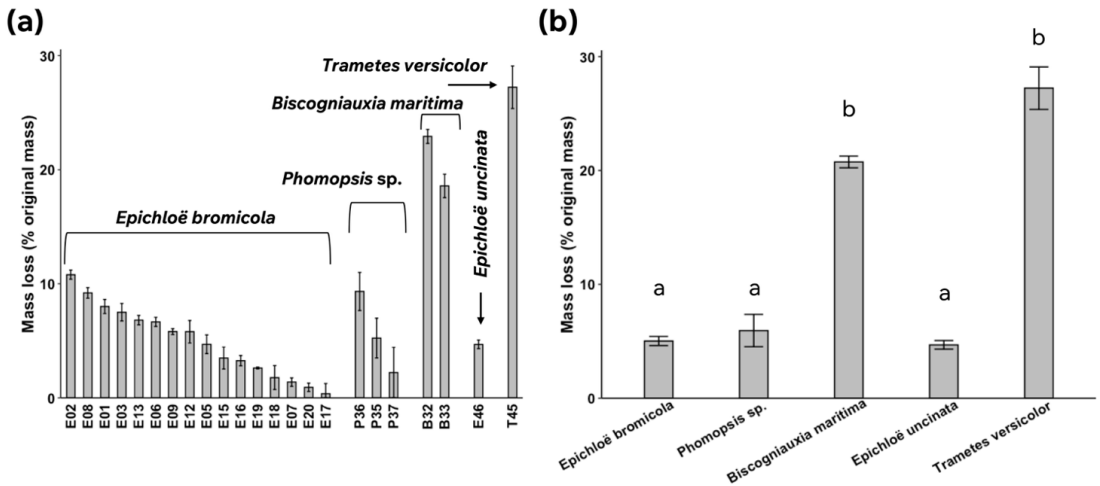 (a)
Mass loss (% original mass)
30
20
10
0
Epichloë bromicola
Phomopsis sp.
Biscogniauxia maritima
Trametes versicolor
Epichloë uncinata
E02
E08
E01
E03
E13
E06
E09
E12
E05
E15
E16
E19
E18
E07
E20
E17
P36
P35
P37
B32
B33
E46
T45
(b)
Mass loss (% original mass)
30
20
10
0
a
a
b
a
b
Epichloë bromicola
Phomopsis sp.
Biscogniauxia maritima
Epichloë uncinata
Trametes versicolor